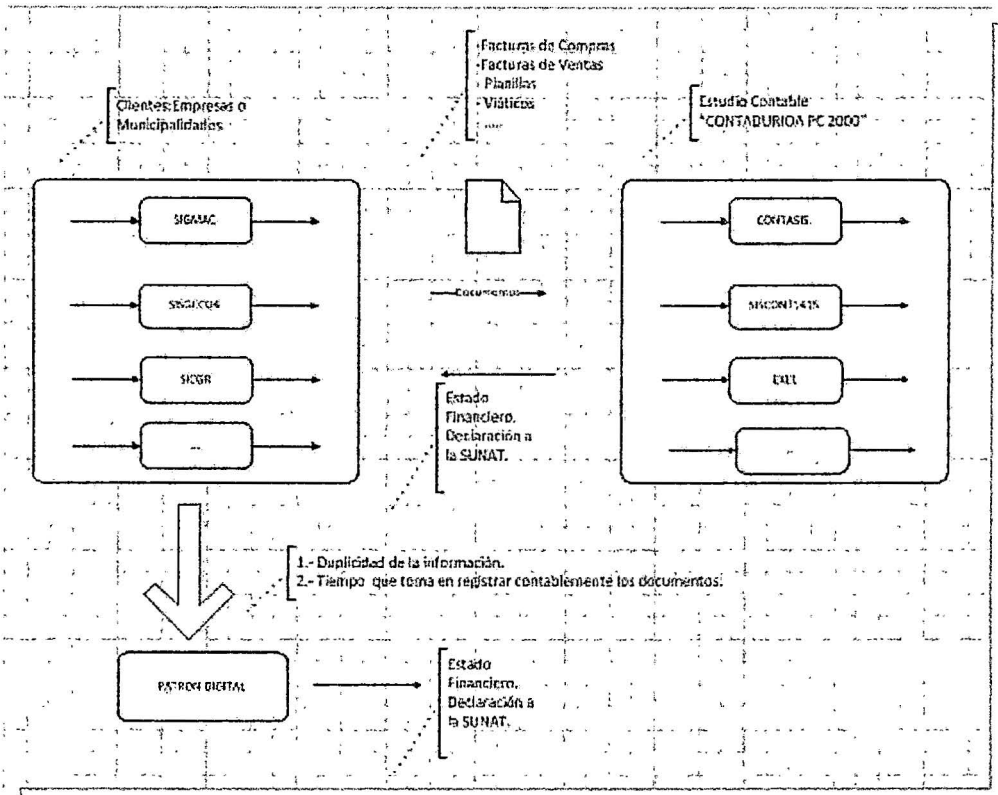 -Facturas de Compras
-Facturas de Ventas
- Planillas
- Viáticos
- ....
Clientes:Empresas o
Municipalidades
Estudio Contable
"CONTADURIOA PC 2000"
CONTASIS.
Documentos
SICGR
EXEL
...
Estado
Financiero.
Declaración a
la SUNAT.
1.- Duplicidad de la información.
2.- Tiempo que toma en registrar contablemente los documentos.
PATRON DIGITAL
Estado
Financiero.
Declaración a
la SUNAT.